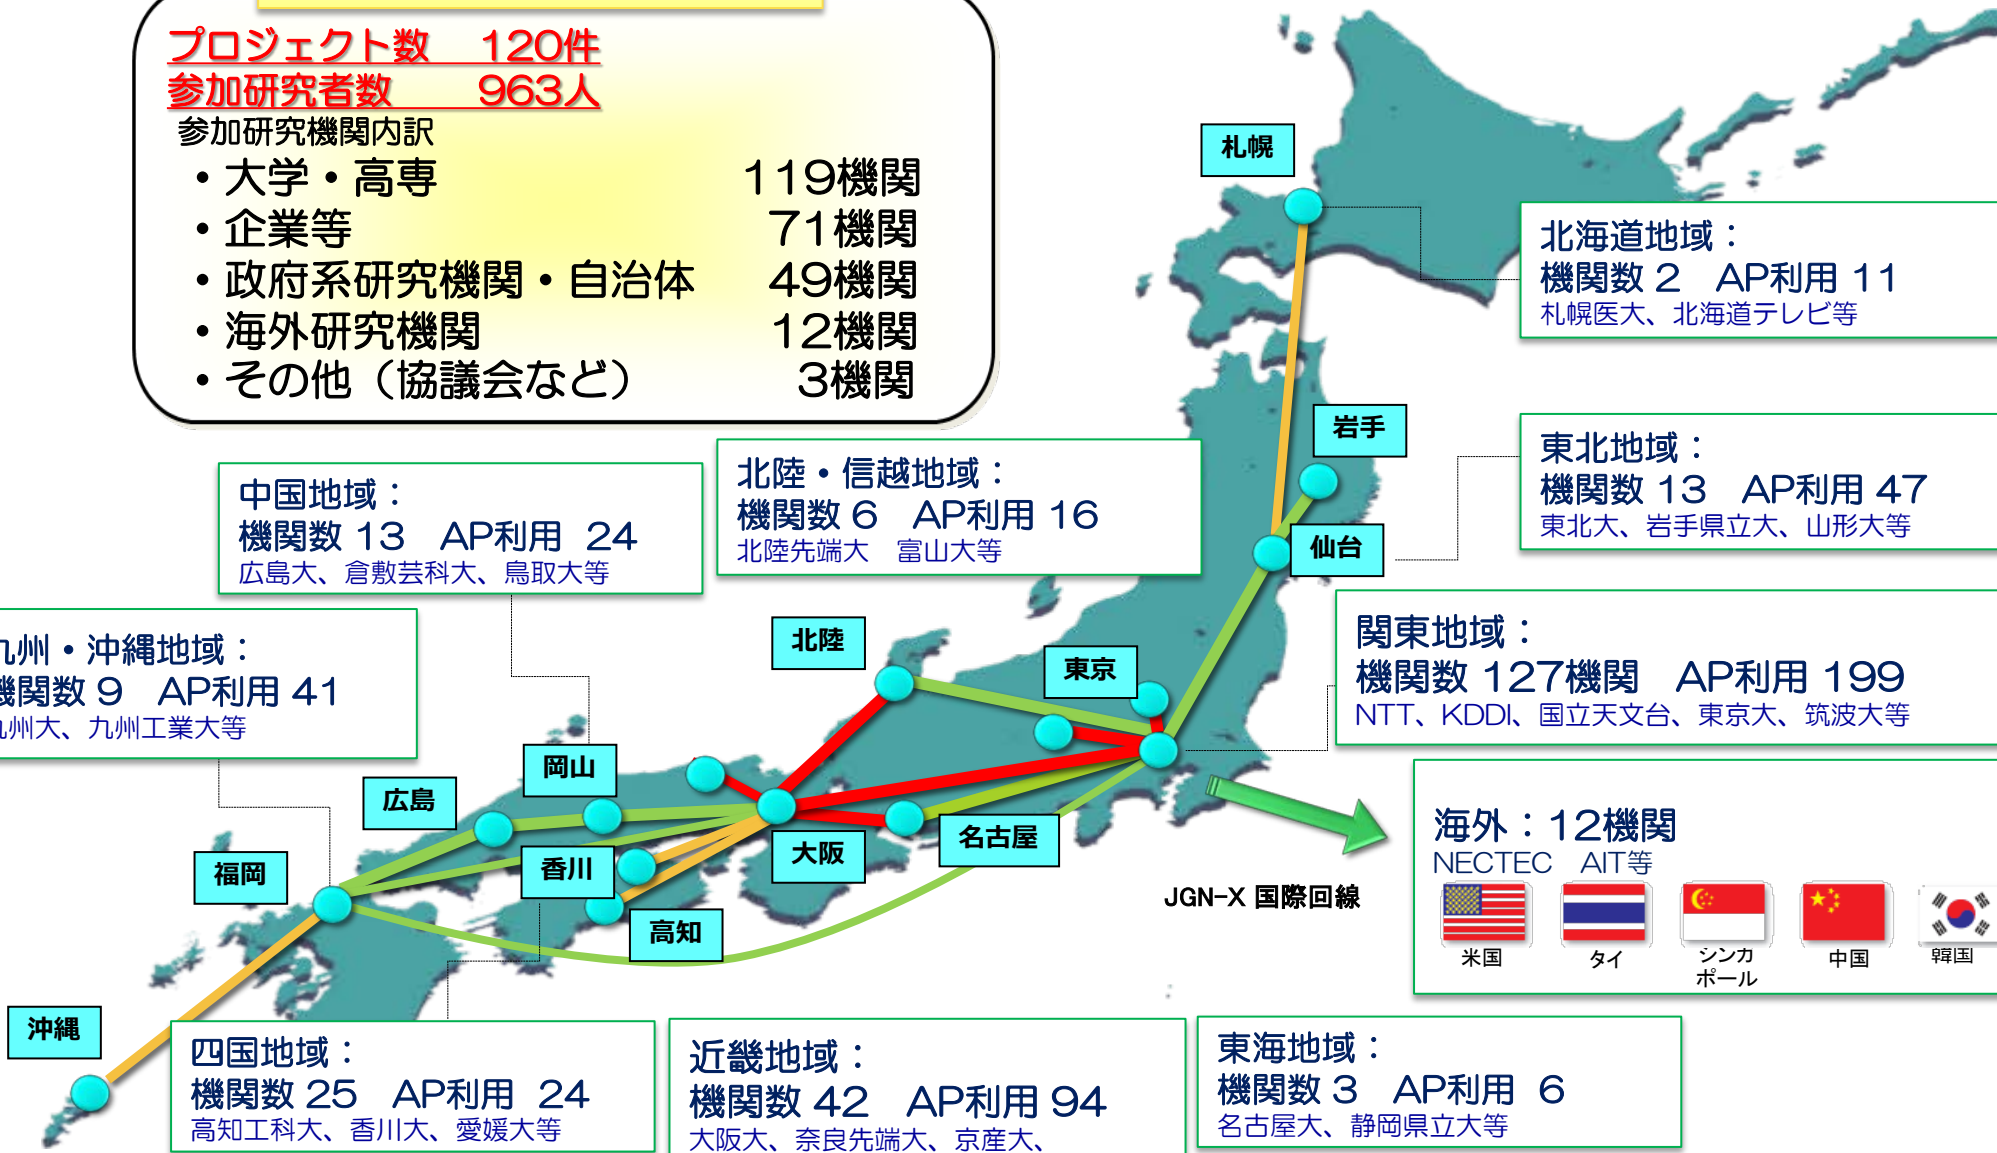 プロジェクト数 120件
参加研究者数 963人
参加研究機関内訳
・大学・高専 119機関
・企業等 71機関
・政府系研究機関・自治体 49機関
・海外研究機関 12機関
・その他（協議会など） 3機関
札幌
北海道地域：
機関数 2 AP利用 11
札幌医大、北海道テレビ等
岩手
東北地域：
機関数 13 AP利用 47
東北大、岩手県立大、山形大等
仙台
北陸・信越地域：
機関数 6 AP利用 16
北陸先端大 富山大等
中国地域：
機関数 13 AP利用 24
広島大、倉敷芸科大、鳥取大等
九州・沖縄地域：
機関数 9 AP利用 41
九州大、九州工業大等
北陸
東京
関東地域：
機関数 127機関 AP利用 199
NTT、KDDI、国立天文台、東京大、筑波大等
岡山
広島
福岡
香川
高知
大阪
名古屋
沖縄
JGN-X 国際回線
海外：12機関
NECTEC AIT等
米国
タイ
シンガ
ポール
中国
韓国
四国地域：
機関数 25 AP利用 24
高知工科大、香川大、愛媛大等
近畿地域：
機関数 42 AP利用 94
大阪大、奈良先端大、京産大、
東海地域：
機関数 3 AP利用 6
名古屋大、静岡県立大等